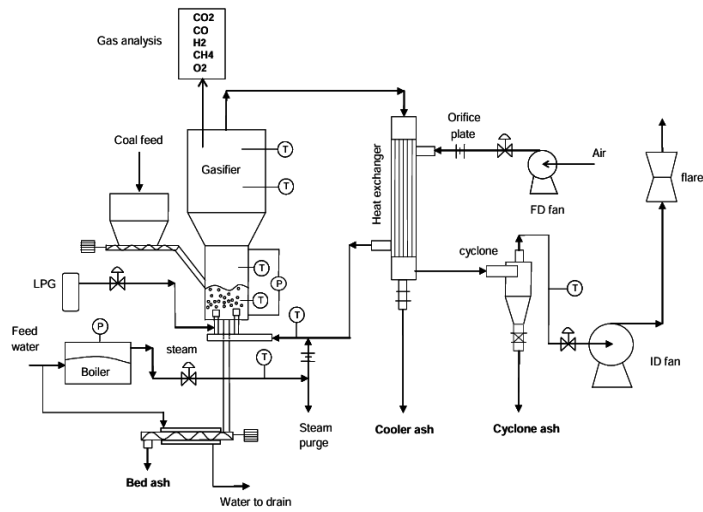 CO2
CO
H2
CH4
O2
Gas analysis
Coal feed
Gasifier
T
T
Heat exchanger
Orifice
plate
Air
FD fan
flare
LPG
T
P
T
cyclone
T
Feed
water
P
Boiler
steam
T
T
ID fan
Steam
purge
Cooler ash
Cyclone ash
Bed ash
Water to drain